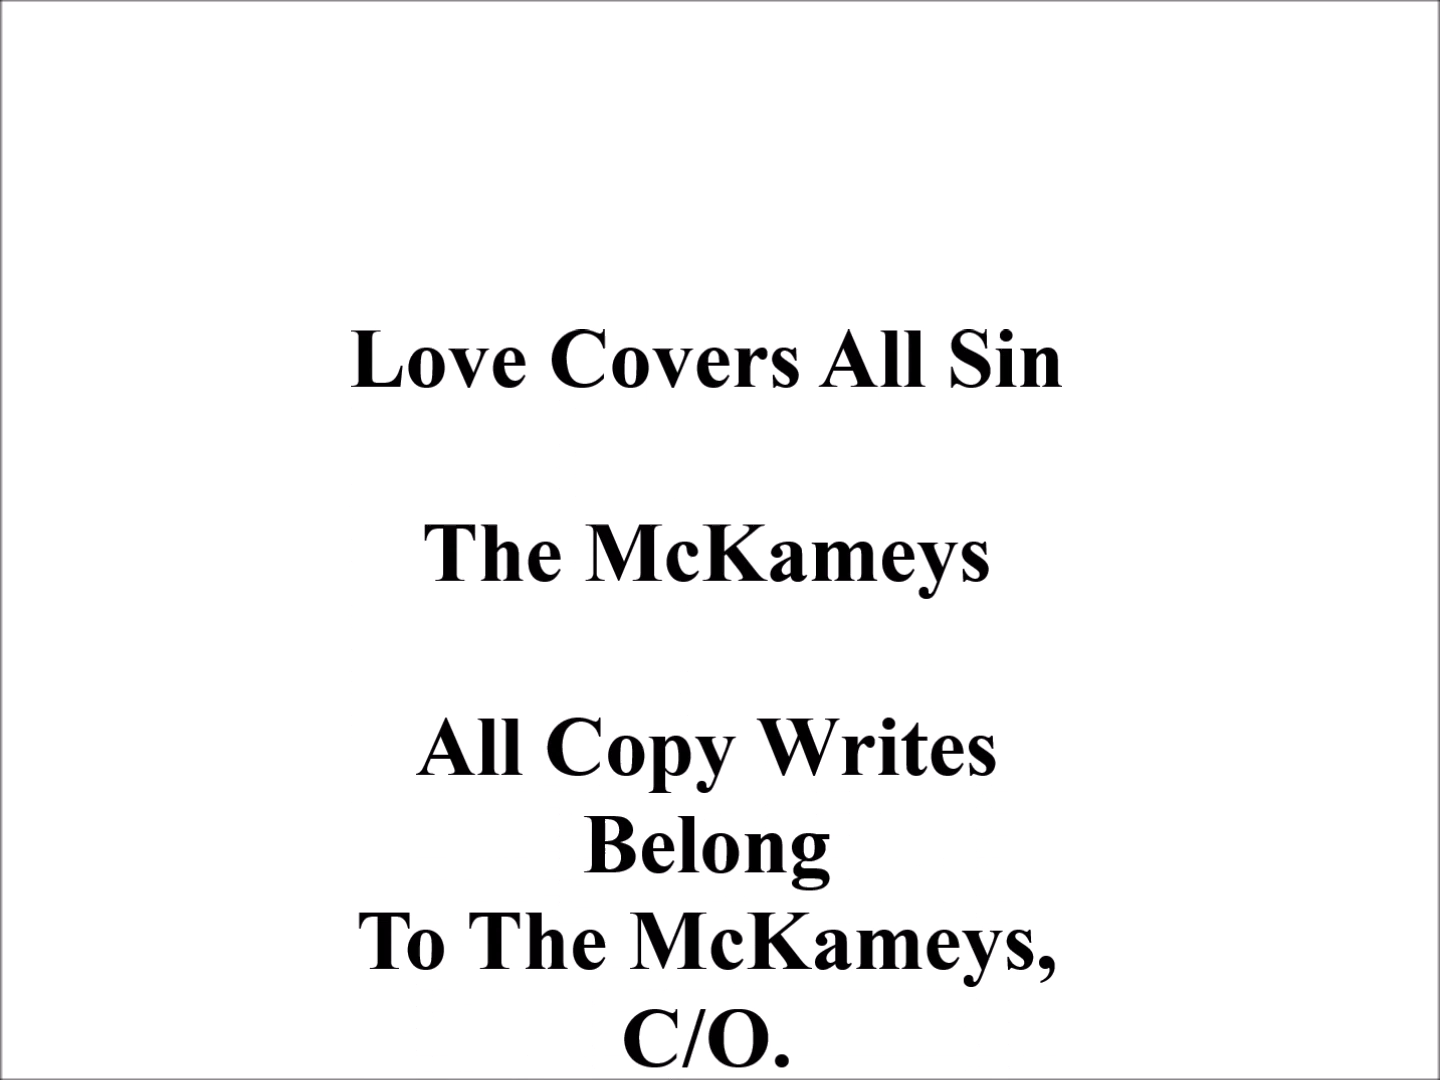 Love Covers All Sin
The McKameys
All Copy Writes
Belong
To The McKameys,
C/O.